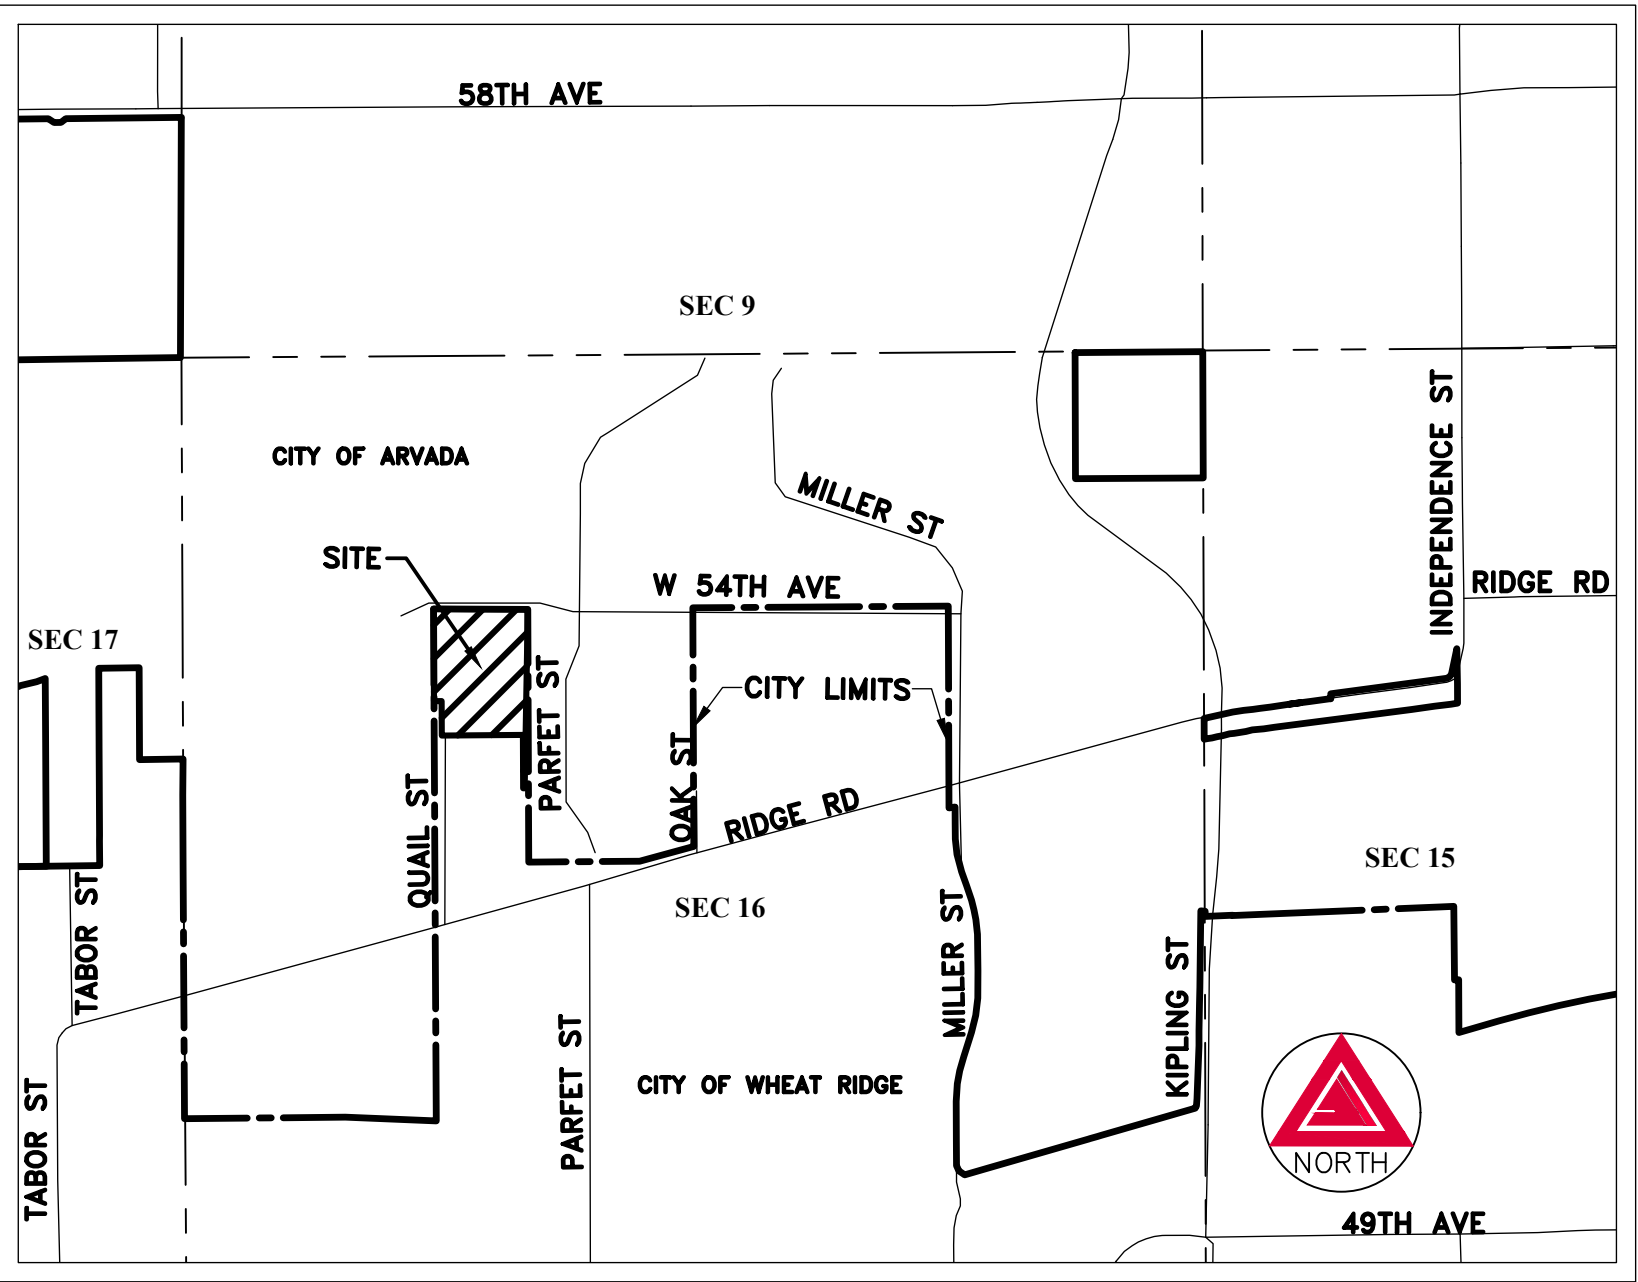 58TH AVE
SEC 9
INDEPENDENCE ST
CITY OF ARVADA
MILLER ST
SITE
W 54TH AVE
RIDGE RD
SEC 17
PARFET ST
CITY LIMITS
OAK ST
QUAIL ST
RIDGE RD
SEC 15
TABOR ST
SEC 16
MILLER ST
KIPLING ST
PARFET ST
CITY OF WHEAT RIDGE
TABOR ST
NORTH
49TH AVE